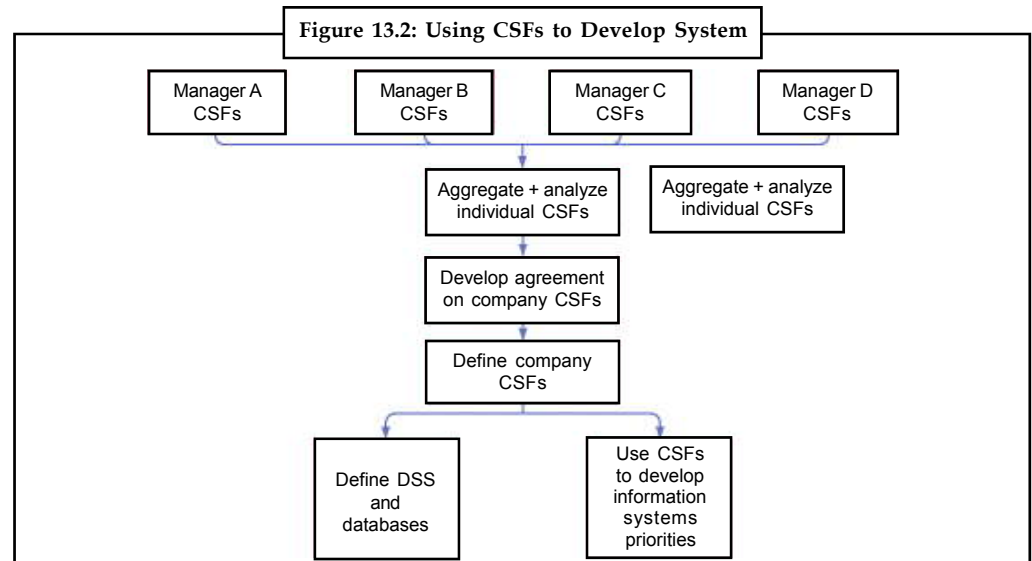 Figure 13.2: Using CSFs to Develop System
Manager A
CSFs
Manager B
CSFs
Manager C
CSFs
Manager D
CSFs
Aggregate + analyze
individual CSFs
Aggregate + analyze
individual CSFs
Develop agreement
on company CSFs
Define company
CSFs
Define DSS
and
databases
Use CSFs
to develop
information
systems
priorities